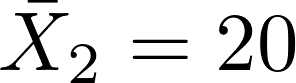 X̄₂ = 20